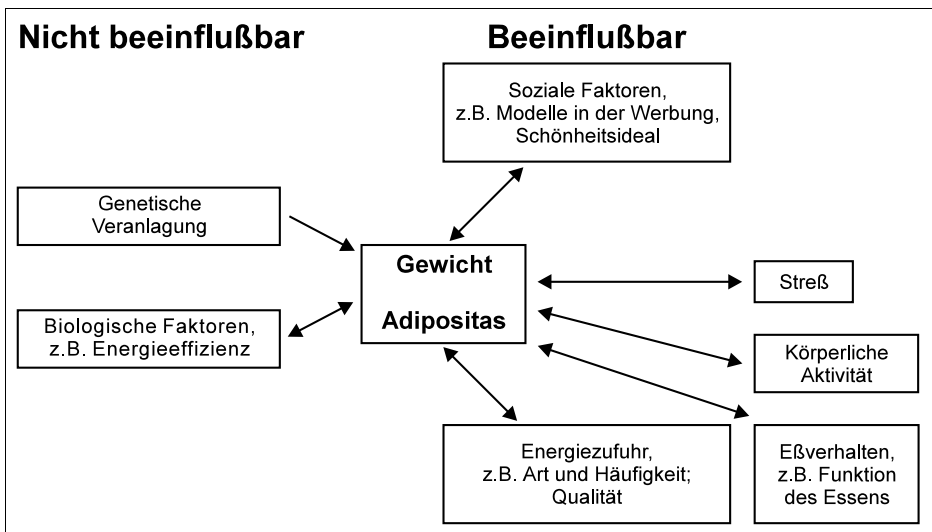 Nicht beeinflußbar
Beeinflußbar
Soziale Faktoren,
z.B. Modelle in der Werbung,
Schönheitsideal
Genetische
Veranlagung
Gewicht
Adipositas
Streß
Biologische Faktoren,
z.B. Energieeffizienz
Körperliche
Aktivität
Energiezufuhr,
z.B. Art und Häufigkeit;
Qualität
Eßverhalten,
z.B. Funktion
des Essens